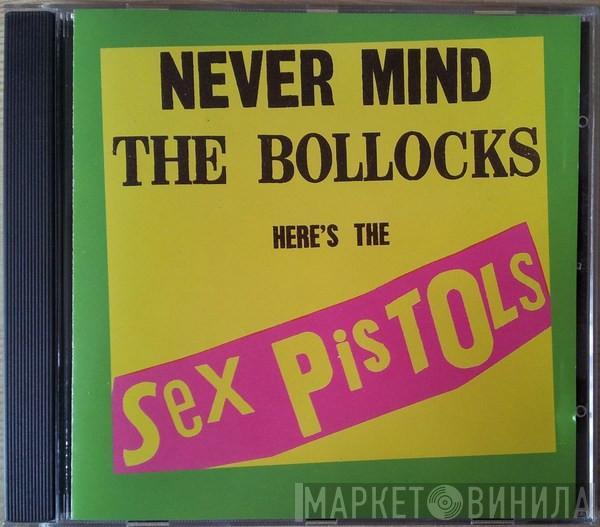 NEVER MIND
THE BOLLOCKS
HERE'S THE
Sex PisTOLs
МАРКЕТ ВИНИЛА